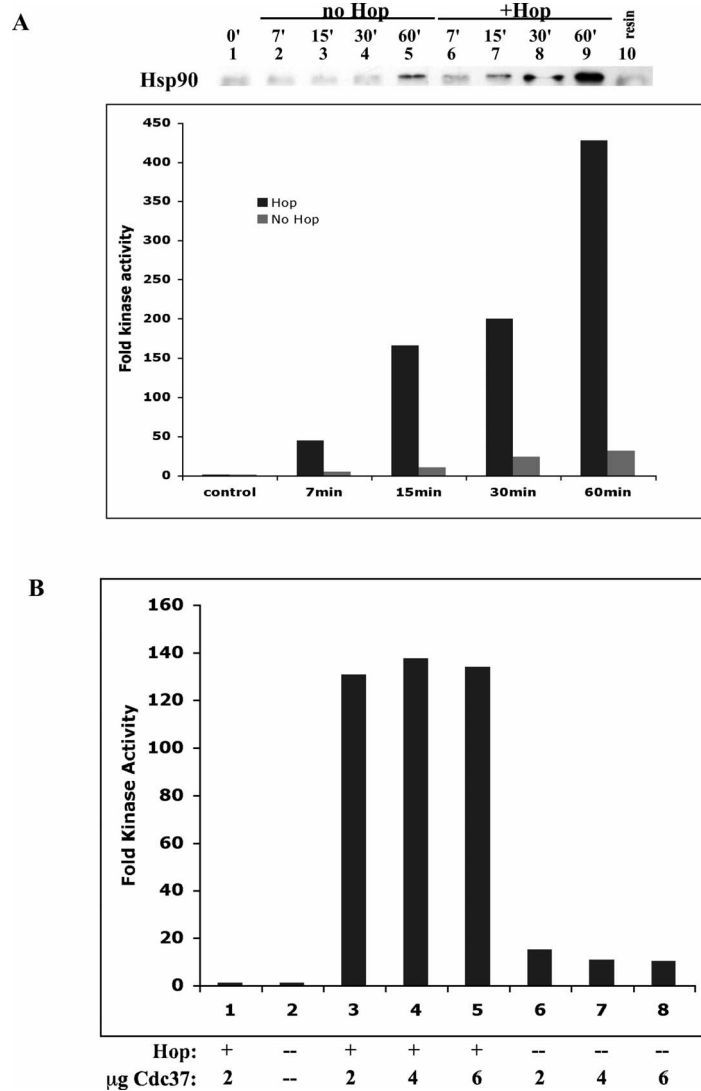 A
no Hop +Hop resin
0' 7' 15' 30' 60' 7' 15' 30' 60'
1 2 3 4 5 6 7 8 9 10
Hsp90
450
400
350
300
250
200
150
100
50
0
Fold kinase activity
Hop
No Hop
control 7min 15min 30min 60min
B
160
140
120
100
80
60
40
20
0
Fold Kinase Activity
1 2 3 4 5 6 7 8
Hop: + -- + + + -- -- --
μg Cdc37: 2 -- 2 4 6 2 4 6